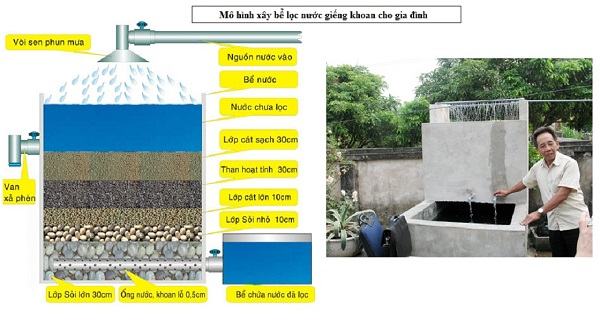 Mô hình xây bể lọc nước giếng khoan cho gia đình
Vòi sen phun mưa
Nguồn nước vào
Bể nước
Nước chưa lọc
Lớp cát sạch 30cm
Than hoạt tính 30cm
Van
xả phèn
Lớp cát lớn 10cm
Lớp Sỏi nhỏ 10cm
Lớp Sỏi lớn 30cm
Ống nước, khoan lỗ 0,5cm
Bể chứa nước đã lọc